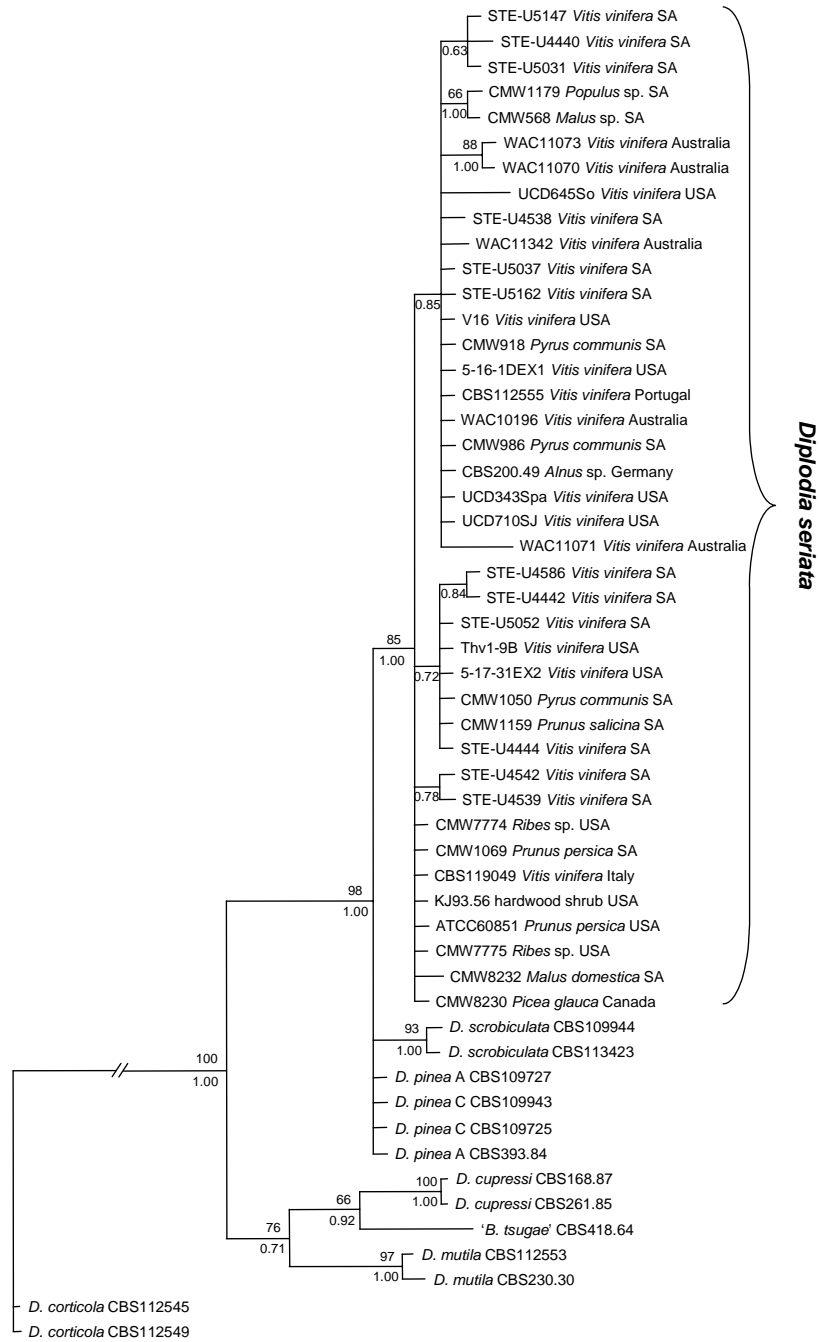 STE-U5147 Vitis vinifera SA
STE-U4440 Vitis vinifera SA
0.63
STE-U5031 Vitis vinifera SA
66
CMW1179 Populus sp. SA
1.00
CMW568 Malus sp. SA
88
WAC11073 Vitis vinifera Australia
1.00
WAC11070 Vitis vinifera Australia
UCD645So Vitis vinifera USA
STE-U4538 Vitis vinifera SA
WAC11342 Vitis vinifera Australia
STE-U5037 Vitis vinifera SA
STE-U5162 Vitis vinifera SA
0.85
V16 Vitis vinifera USA
CMW918 Pyrus communis SA
5-16-1DEX1 Vitis vinifera USA
CBS112555 Vitis vinifera Portugal
WAC10196 Vitis vinifera Australia
CMW986 Pyrus communis SA
CBS200.49 Alnus sp. Germany
UCD343Spa Vitis vinifera USA
UCD710SJ Vitis vinifera USA
WAC11071 Vitis vinifera Australia
Diplodia seriata
STE-U4586 Vitis vinifera SA
0.84
STE-U4442 Vitis vinifera SA
STE-U5052 Vitis vinifera SA
85
1.00
Thv1-9B Vitis vinifera USA
5-17-31EX2 Vitis vinifera USA
0.72
CMW1050 Pyrus communis SA
CMW1159 Prunus salicina SA
STE-U4444 Vitis vinifera SA
STE-U4542 Vitis vinifera SA
0.78
STE-U4539 Vitis vinifera SA
CMW7774 Ribes sp. USA
CMW1069 Prunus persica SA
CBS119049 Vitis vinifera Italy
98
1.00
KJ93.56 hardwood shrub USA
ATCC60851 Prunus persica USA
CMW7775 Ribes sp. USA
CMW8232 Malus domestica SA
CMW8230 Picea glauca Canada
93
D. scrobiculata CBS109944
1.00
D. scrobiculata CBS113423
100
1.00
D. pinea A CBS109727
D. pinea C CBS109943
D. pinea C CBS109725
D. pinea A CBS393.84
100
D. cupressi CBS168.87
1.00
D. cupressi CBS261.85
66
0.92
'B. tsugae' CBS418.64
76
0.71
97
D. mutila CBS112553
1.00
D. mutila CBS230.30
D. corticola CBS112545
D. corticola CBS112549